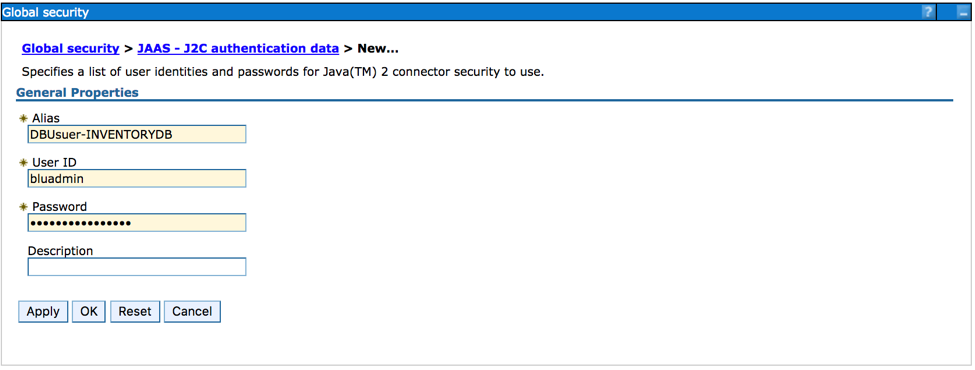 Global security ? –
Global security > JAAS - J2C authentication data > New...
Specifies a list of user identities and passwords for Java(TM) 2 connector security to use.
General Properties
Alias
DBUsuer-INVENTORYDB
User ID
bluadmin
Password
••••••••••••••••
Description
Apply OK Reset Cancel